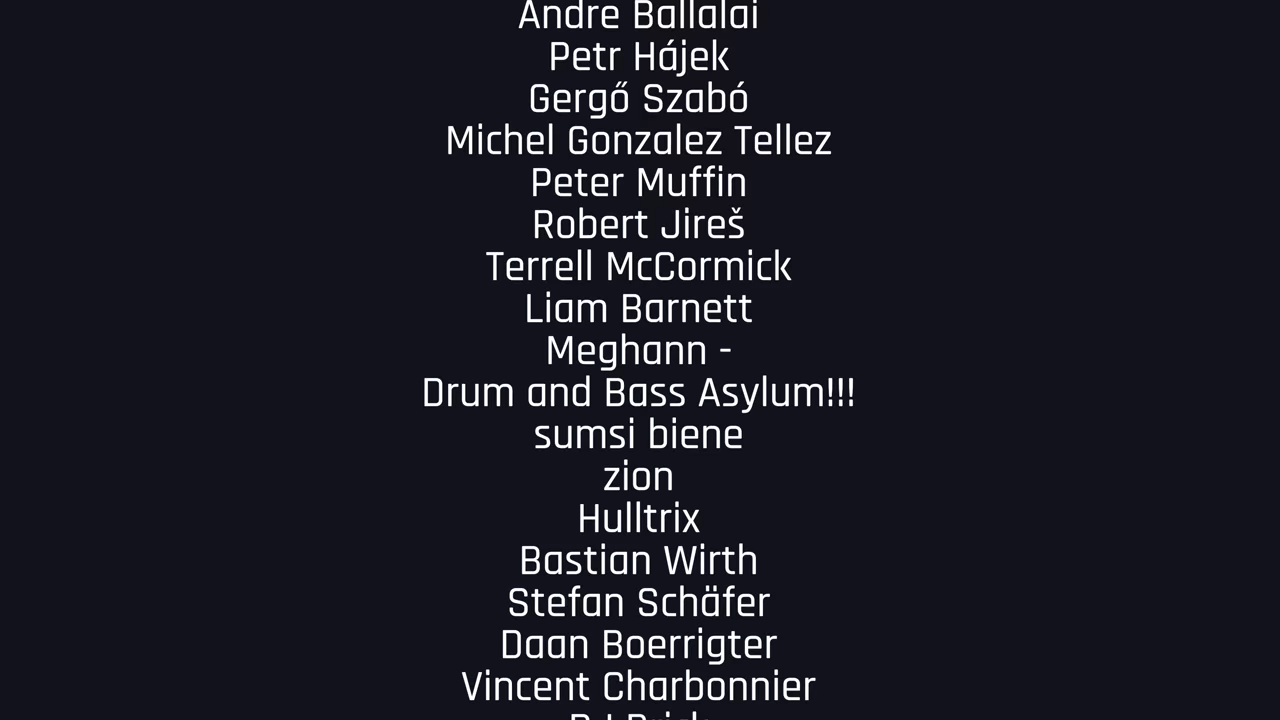 Andre Ballalai
Petr Hájek
Gergő Szabó
Michel Gonzalez Tellez
Peter Muffin
Robert Jireš
Terrell McCormick
Liam Barnett
Meghann -
Drum and Bass Asylum!!!
sumsi biene
zion
Hulltrix
Bastian Wirth
Stefan Schäfer
Daan Boerrigter
Vincent Charbonnier